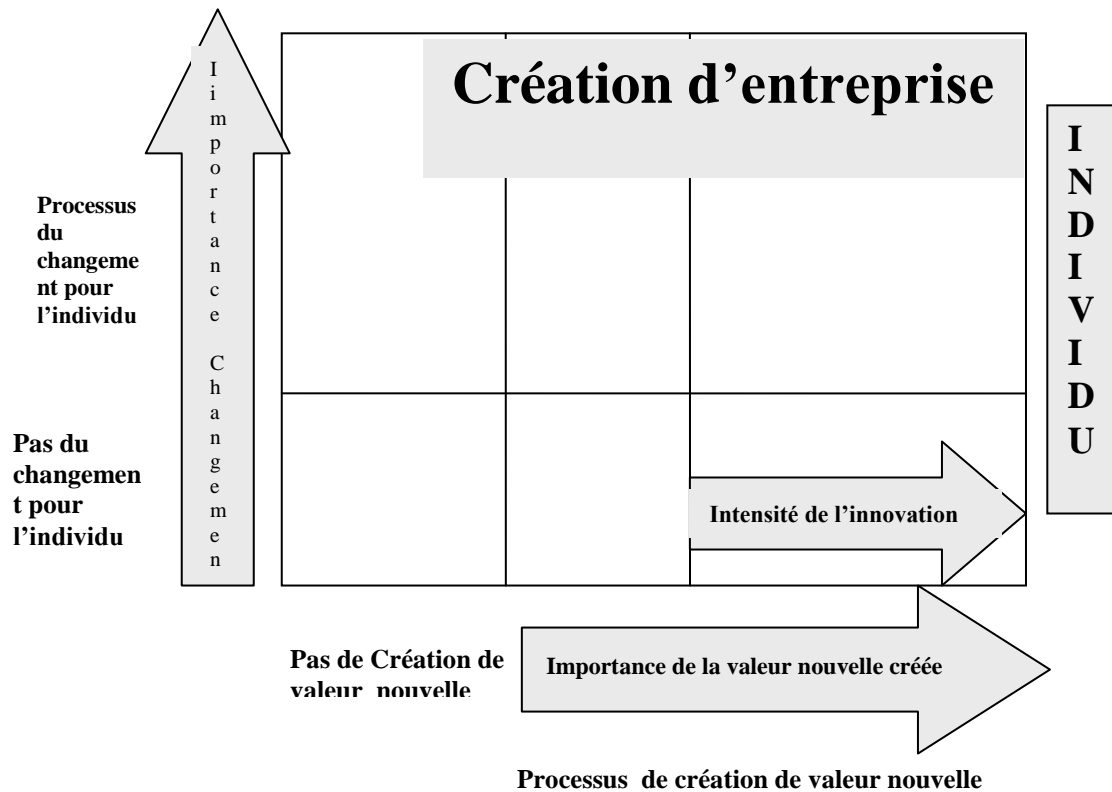 Création d'entreprise
I
i
m
p
o
r
t
a
n
c
e
C
h
a
n
g
e
m
e
n
Processus
du
changeme
nt pour
l'individu
Pas du
changemen
t pour
l'individu
I
N
D
I
V
I
D
U
Intensité de l'innovation
Pas de Création de
valeur nouvelle
Importance de la valeur nouvelle créée
Processus de création de valeur nouvelle